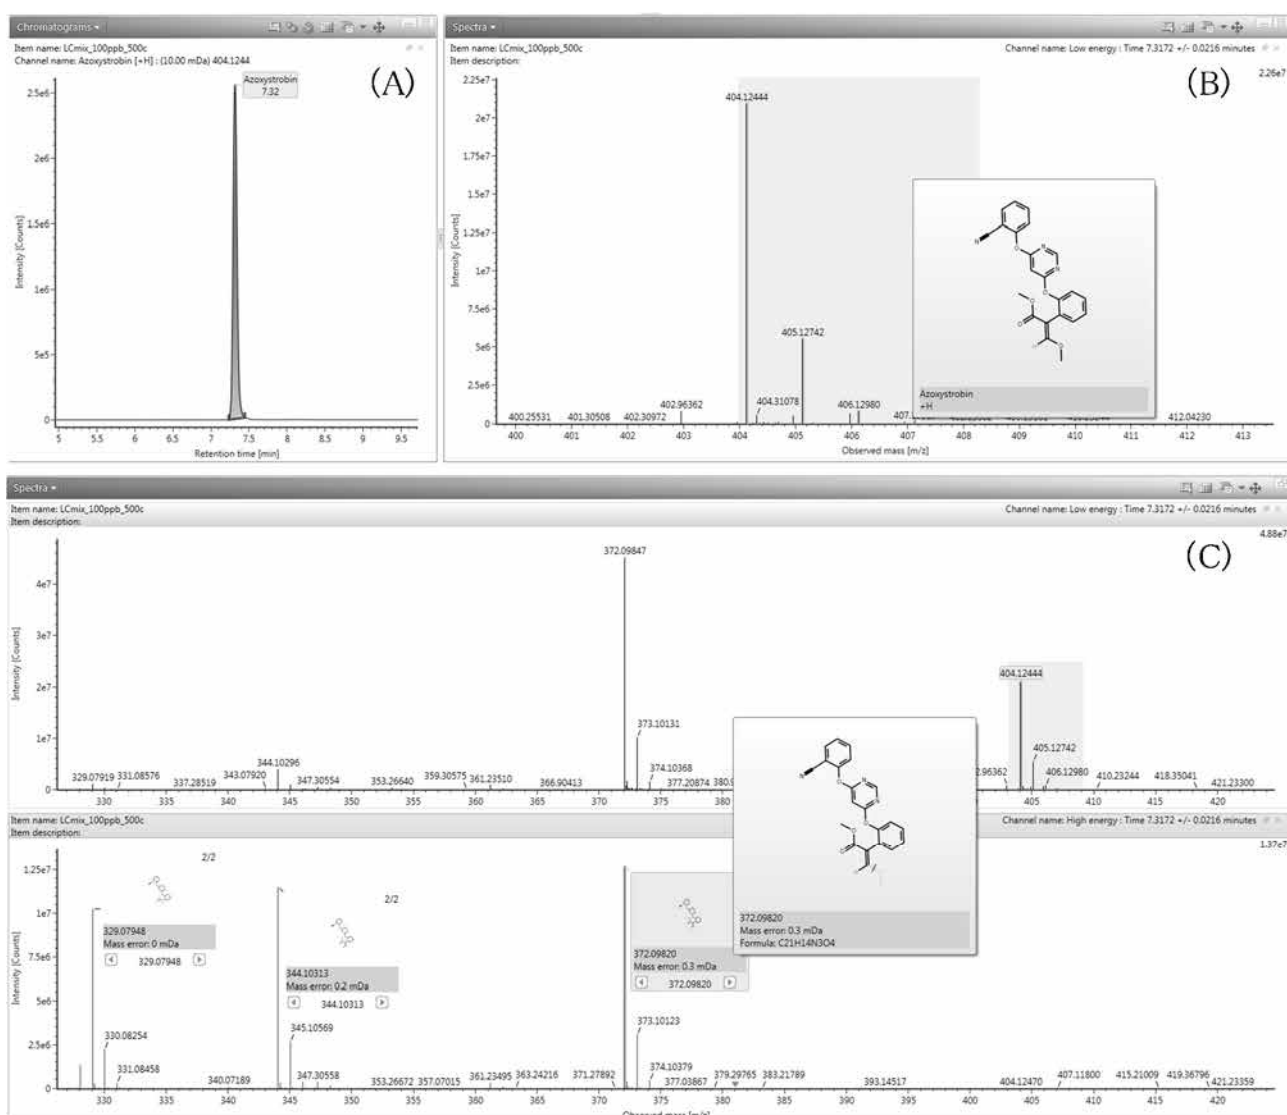 Chromatograms
Item name: LCmix_100ppb_500c
Channel name: Azoxystrobin [+H] : (10.00 mDa) 404.1244
(A)
Azoxystrobin
7.32
2.5e6
2e6
1.5e6
1e6
5e5
0
Intensity [Counts]
5 5.5 6 6.5 7 7.5 8 8.5 9 9.5
Retention time [min]
Spectra
Item name: LCmix_100ppb_500c
Channel name: Low energy : Time 7.3172 +/- 0.0216 minutes
Item description:
2.26e7
(B)
2.25e7
2e7
1.75e7
1.5e7
1.25e7
1e7
7.5e6
5e6
2.5e6
0
Intensity [Counts]
404.12444
405.12742
400.25531 401.30508 402.30972 402.96362 404.31078 406.12980 412.04230
N
O
N
N
O
O
O
O
Azoxystrobin
+H
400 401 402 403 404 405 406 407 408 409 410 411 412 413
Observed mass [m/z]
Spectra
Item name: LCmix_100ppb_500c
Channel name: Low energy : Time 7.3172 +/- 0.0216 minutes
Item description:
4.88e7
(C)
4e7
3e7
2e7
1e7
0
Intensity [Counts]
372.09847
404.12444
373.10131
405.12742
329.07919 331.08576 337.28519 343.07920 344.10296 347.30554 353.26640 359.30575 361.23510 366.90413 374.10368 377.20874 406.12980 410.23244 418.35041 421.23300
330 335 340 345 350 355 360 365 370 375 380 405 410 415 420
Item name: LCmix_100ppb_500c
Channel name: High energy : Time 7.3172 +/- 0.0216 minutes
Item description:
1.37e7
1.25e7
1e7
7.5e6
5e6
2.5e6
0
Intensity [Counts]
2/2
329.07948
Mass error: 0 mDa
329.07948
2/2
344.10313
Mass error: 0.2 mDa
344.10313
372.09820
Mass error: 0.3 mDa
372.09820
372.09820
Mass error: 0.3 mDa
Formula: C21H14N3O4
330.08254
331.08458
340.07189
345.10569
347.30558
353.26672 357.07015 361.23495 363.24216 371.27892
373.10123
374.10379
377.03867 379.29765 383.21789 393.14517 404.12470 407.11800 415.21009 419.36796 421.23359
330 335 340 345 350 355 360 365 370 375 380 385 390 395 400 405 410 415 420
Observed mass [m/z]